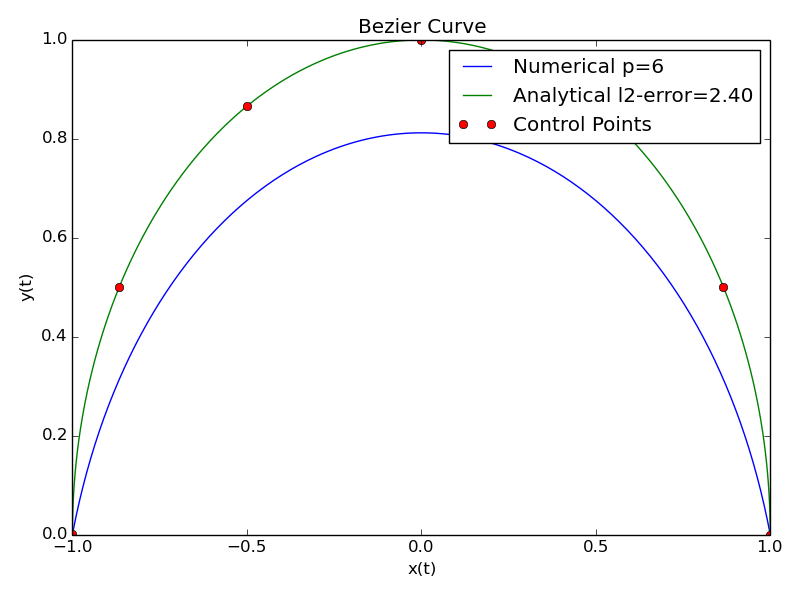 Bezier Curve
Numerical p=6
Analytical l2-error=2.40
Control Points
1.0
0.8
0.6
0.4
0.2
0.0
y(t)
−1.0 −0.5 0.0 0.5 1.0
x(t)